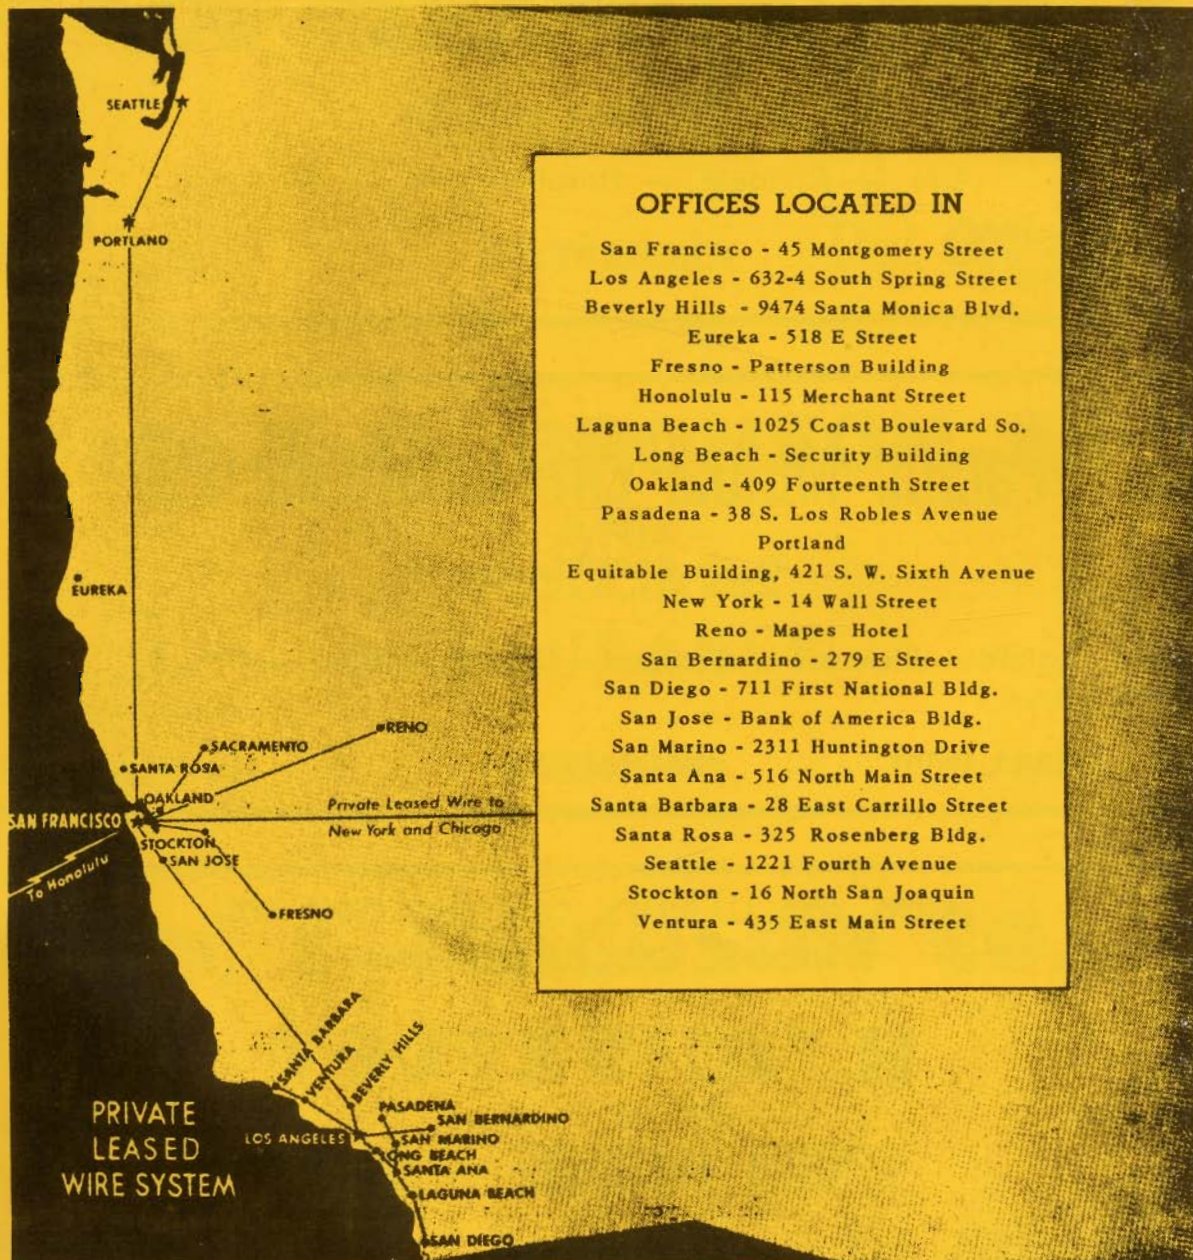 SEATTLE
PORTLAND
EUREKA
RENO
SACRAMENTO
SANTA ROSA
OAKLAND
SAN FRANCISCO
Private Leased Wire to
New York and Chicago
STOCKTON
SAN JOSE
To Honolulu
FRESNO
SANTA BARBARA
VENTURA
BEVERLY HILLS
PASADENA
SAN BERNARDINO
LOS ANGELES
SAN MARINO
LONG BEACH
SANTA ANA
LAGUNA BEACH
SAN DIEGO
PRIVATE
LEASED
WIRE SYSTEM
OFFICES LOCATED IN
San Francisco - 45 Montgomery Street
Los Angeles - 632-4 South Spring Street
Beverly Hills - 9474 Santa Monica Blvd.
Eureka - 518 E Street
Fresno - Patterson Building
Honolulu - 115 Merchant Street
Laguna Beach - 1025 Coast Boulevard So.
Long Beach - Security Building
Oakland - 409 Fourteenth Street
Pasadena - 38 S. Los Robles Avenue
Portland
Equitable Building, 421 S. W. Sixth Avenue
New York - 14 Wall Street
Reno - Mapes Hotel
San Bernardino - 279 E Street
San Diego - 711 First National Bldg.
San Jose - Bank of America Bldg.
San Marino - 2311 Huntington Drive
Santa Ana - 516 North Main Street
Santa Barbara - 28 East Carrillo Street
Santa Rosa - 325 Rosenberg Bldg.
Seattle - 1221 Fourth Avenue
Stockton - 16 North San Joaquin
Ventura - 435 East Main Street